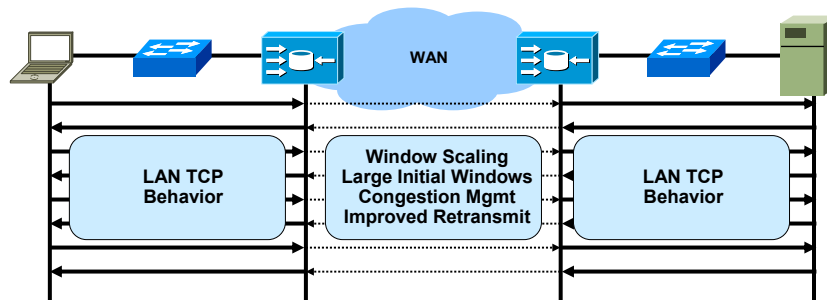 WAN
LAN TCP
Behavior
Window Scaling
Large Initial Windows
Congestion Mgmt
Improved Retransmit
LAN TCP
Behavior